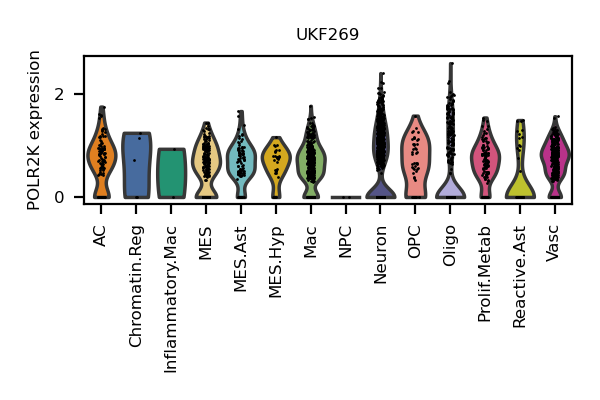 UKF269
POLR2K expression
2
0
AC
Chromatin.Reg
Inflammatory.Mac
MES
MES.Ast
MES.Hyp
Mac
NPC
Neuron
OPC
Oligo
Prolif.Metab
Reactive.Ast
Vasc